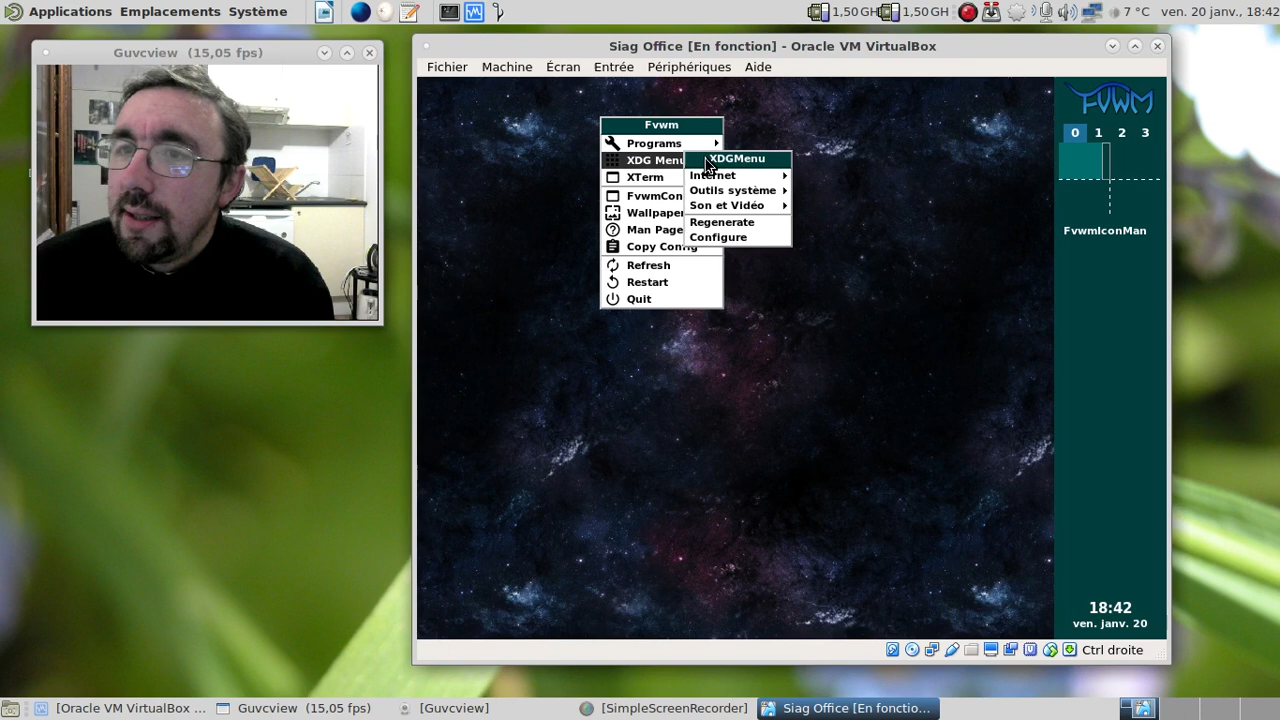 Applications Emplacements Système
1,50 GH 1,50 GH 7 °C ven. 20 janv., 18:42
Guvcview (15,05 fps)
Siag Office [En fonction] - Oracle VM VirtualBox
Fichier Machine Écran Entrée Périphériques Aide
FVWM
0 1 2 3
FvwmIconMan
Fvwm
Programs
XDG Menu
XTerm
FvwmCon
Wallpaper
Man Page
Copy Config
Refresh
Restart
Quit
XDGMenu
Internet
Outils système
Son et Vidéo
Regenerate
Configure
18:42
ven. janv. 20
Ctrl droite
[Oracle VM VirtualBox ... Guvcview (15,05 fps) [Guvcview] [SimpleScreenRecorder] Siag Office [En fonctio...